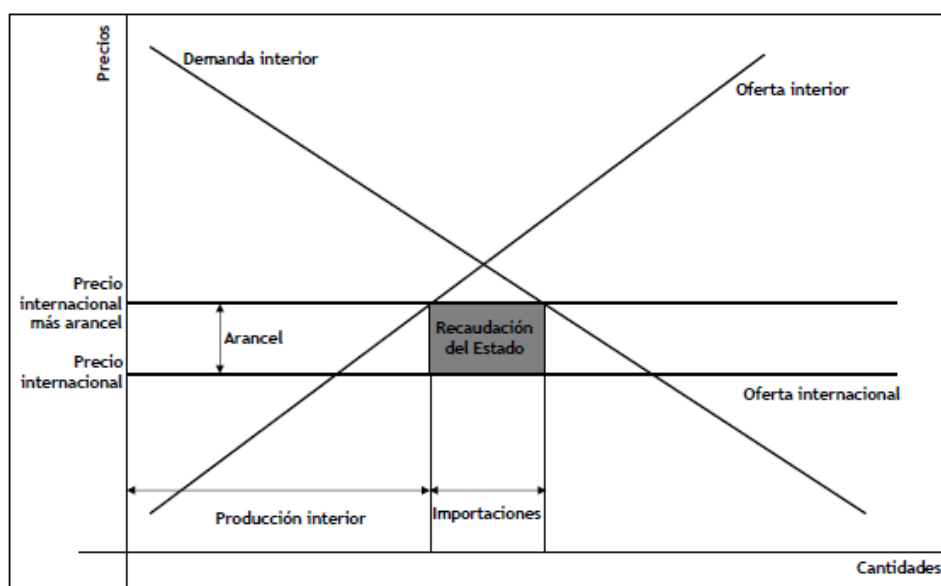 Precios
Demanda interior
Oferta interior
Precio
internacional
más arancel
Arancel
Recaudación
del Estado
Precio
internacional
Oferta internacional
Producción interior
Importaciones
Cantidades